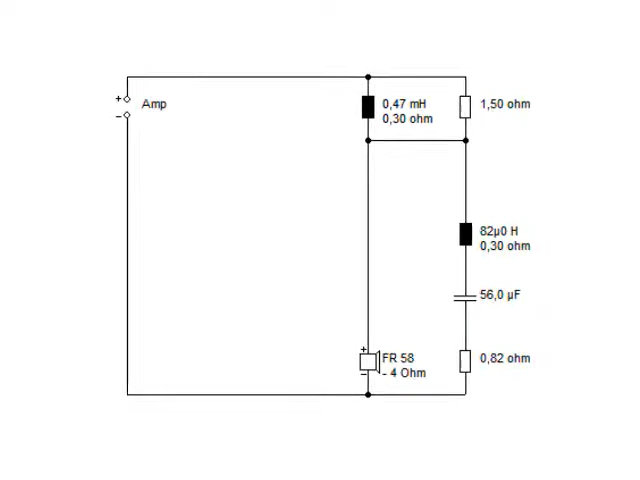 +
Amp
−
0,47 mH
0,30 ohm
1,50 ohm
82µ0 H
0,30 ohm
56,0 µF
+
FR 58
- 4 Ohm
−
0,82 ohm